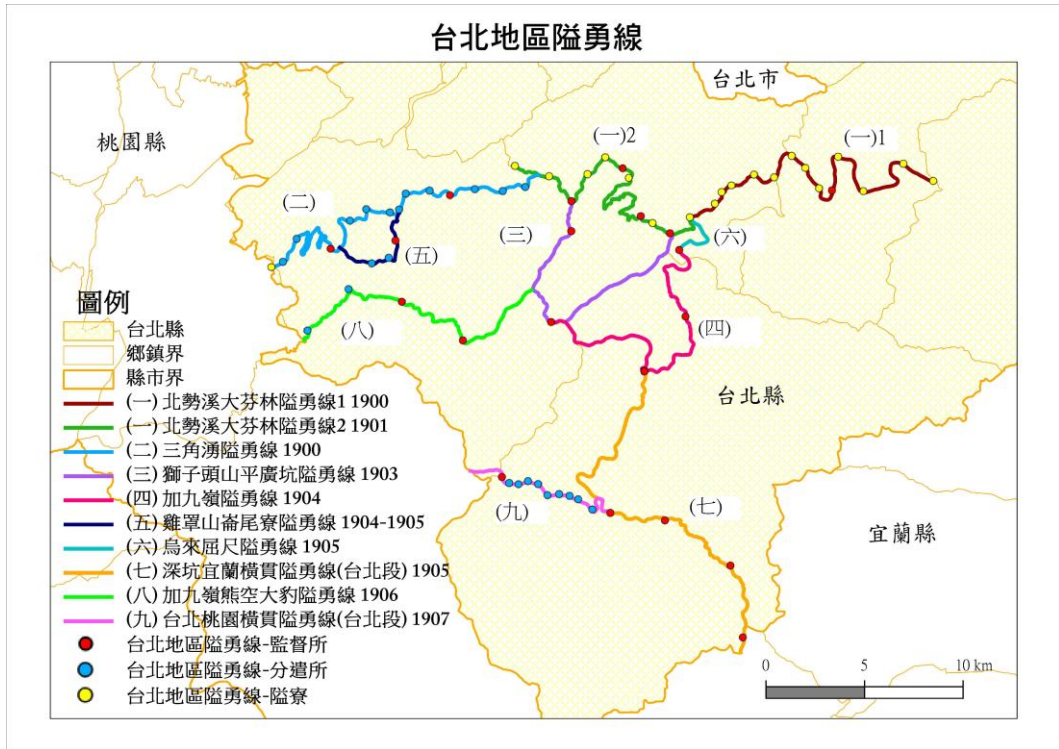 台北地區隘勇線
台北市
桃園縣
(一)2
(一)1
(二)
(三)
(六)
(五)
(八)
(四)
台北縣
(九)
(七)
宜蘭縣
圖例
台北縣
鄉鎮界
縣市界
(一) 北勢溪大芬林隘勇線1 1900
(一) 北勢溪大芬林隘勇線2 1901
(二) 三角湧隘勇線 1900
(三) 獅子頭山平廣坑隘勇線 1903
(四) 加九嶺隘勇線 1904
(五) 雞罩山崙尾寮隘勇線 1904-1905
(六) 烏來屈尺隘勇線 1905
(七) 深坑宜蘭橫貫隘勇線(台北段) 1905
(八) 加九嶺熊空大豹隘勇線 1906
(九) 台北桃園橫貫隘勇線(台北段) 1907
台北地區隘勇線-監督所
台北地區隘勇線-分遣所
台北地區隘勇線-隘寮
0 5 10 km